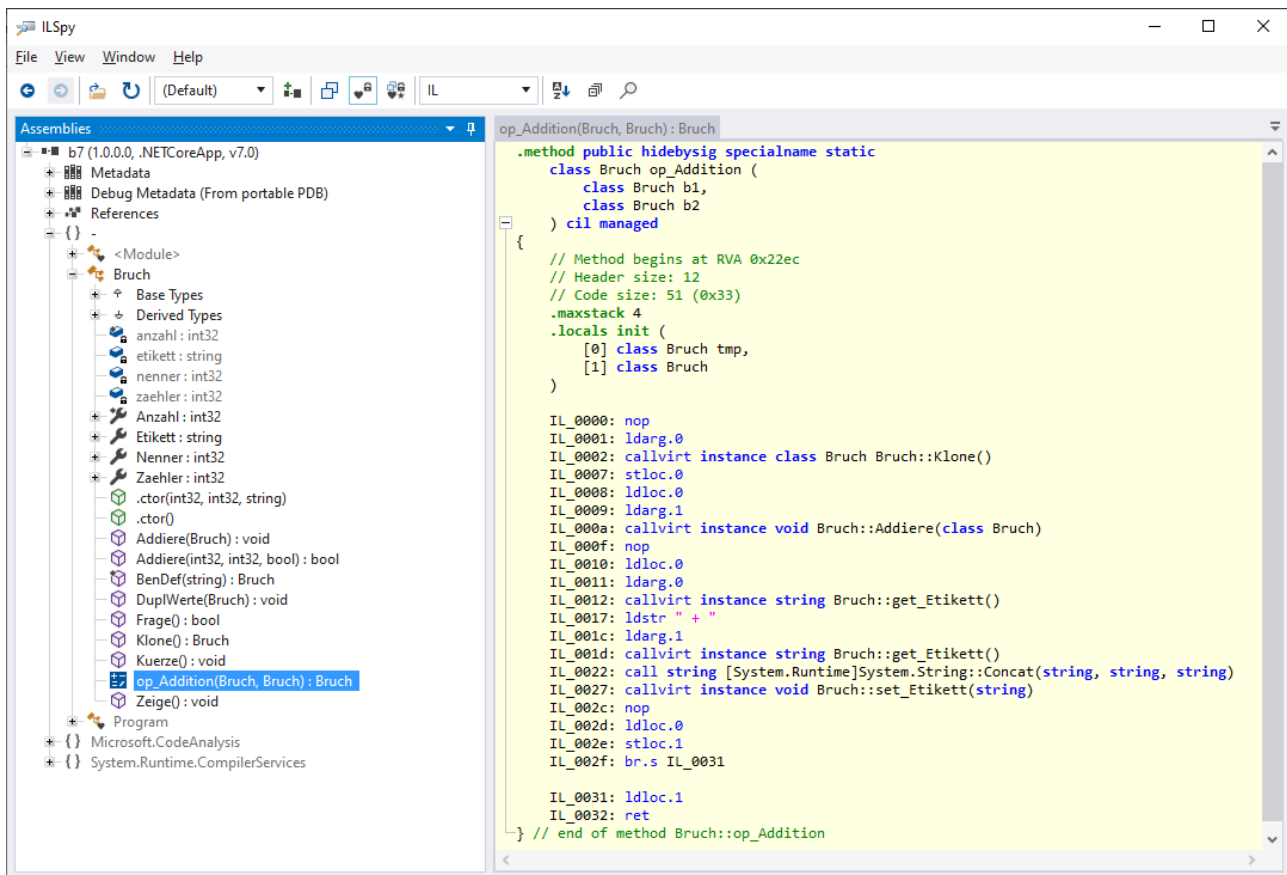 ILSpy
File View Window Help
(Default) IL
Assemblies
b7 (1.0.0.0, .NETCoreApp, v7.0)
Metadata
Debug Metadata (From portable PDB)
References
{ } -
<Module>
Bruch
Base Types
Derived Types
anzahl : int32
etikett : string
nenner : int32
zaehler : int32
Anzahl : int32
Etikett : string
Nenner : int32
Zaehler : int32
.ctor(int32, int32, string)
.ctor()
Addiere(Bruch) : void
Addiere(int32, int32, bool) : bool
BenDef(string) : Bruch
DuplWerte(Bruch) : void
Frage() : bool
Klone() : Bruch
Kuerze() : void
op_Addition(Bruch, Bruch) : Bruch
Zeige() : void
Program
{ } Microsoft.CodeAnalysis
{ } System.Runtime.CompilerServices
op_Addition(Bruch, Bruch) : Bruch
.method public hidebysig specialname static
class Bruch op_Addition (
class Bruch b1,
class Bruch b2
) cil managed
{
// Method begins at RVA 0x22ec
// Header size: 12
// Code size: 51 (0x33)
.maxstack 4
.locals init (
[0] class Bruch tmp,
[1] class Bruch
)
IL_0000: nop
IL_0001: ldarg.0
IL_0002: callvirt instance class Bruch Bruch::Klone()
IL_0007: stloc.0
IL_0008: ldloc.0
IL_0009: ldarg.1
IL_000a: callvirt instance void Bruch::Addiere(class Bruch)
IL_000f: nop
IL_0010: ldloc.0
IL_0011: ldarg.0
IL_0012: callvirt instance string Bruch::get_Etikett()
IL_0017: ldstr " + "
IL_001c: ldarg.1
IL_001d: callvirt instance string Bruch::get_Etikett()
IL_0022: call string [System.Runtime]System.String::Concat(string, string, string)
IL_0027: callvirt instance void Bruch::set_Etikett(string)
IL_002c: nop
IL_002d: ldloc.0
IL_002e: stloc.1
IL_002f: br.s IL_0031
IL_0031: ldloc.1
IL_0032: ret
} // end of method Bruch::op_Addition